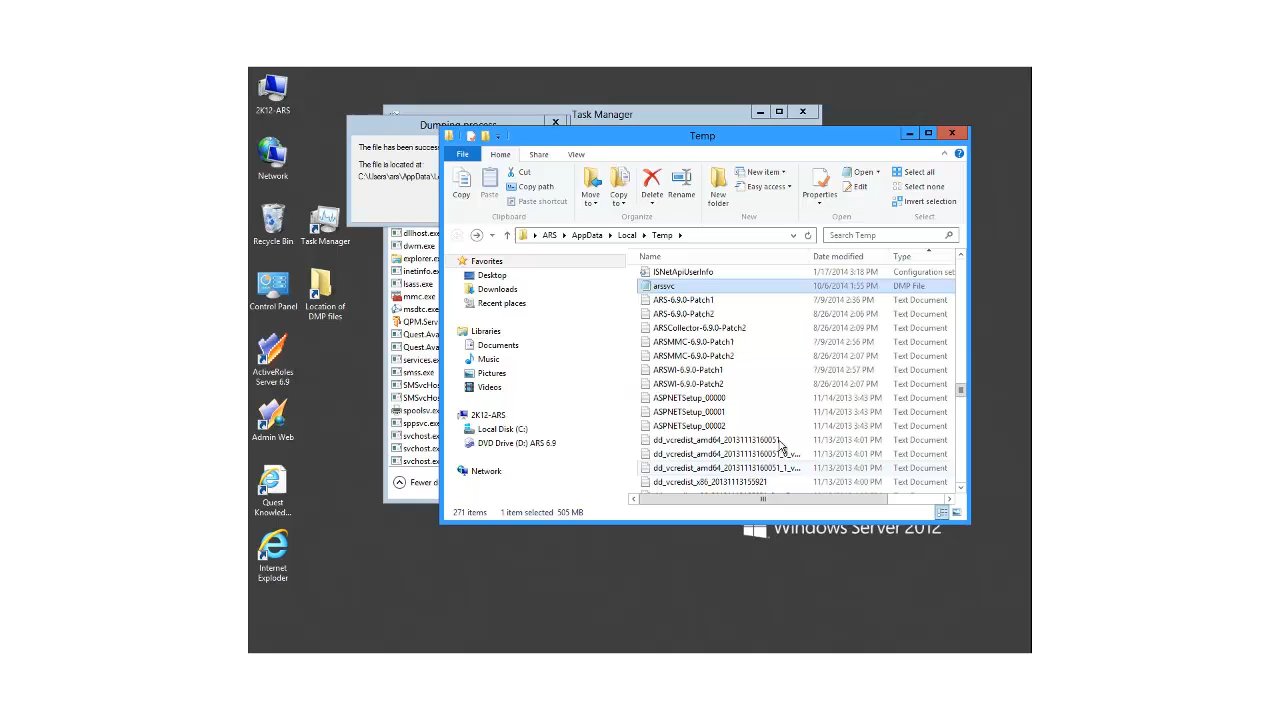 2K12-ARS
Network
Recycle Bin
Task Manager
Control Panel
Location of
DMP files
ActiveRoles
Server 6.9
Admin Web
Quest
Knowled...
Internet
Exploder
Task Manager
Dumping process
The file has been success
The file is located at:
C:\Users\ars\AppData\L
dllhost.ex
dwm.exe
explorer.e
inetinfo.e
lsass.exe
mmc.exe
msdtc.exe
QPM.Serv
Quest.Ava
Quest.Ava
services.e
smss.exe
SMSvcHo
SMSvcHo
spoolsv.e
sppsvc.ex
svchost.e
svchost.e
svchost.e
Fewer d
Temp
File
Home
Share
View
Copy
Paste
Cut
Copy path
Paste shortcut
Clipboard
Move
to
Copy
to
Delete
Rename
Organize
New
folder
New item
Easy access
New
Properties
Open
Edit
Open
Select all
Select none
Invert selection
Select
ARS
AppData
Local
Temp
Search Temp
Favorites
Desktop
Downloads
Recent places
Libraries
Documents
Music
Pictures
Videos
2K12-ARS
Local Disk (C:)
DVD Drive (D:) ARS 6.9
Network
Name Date modified Type
ISNetApiUserInfo 1/17/2014 3:18 PM Configuration set
arssvc 10/6/2014 1:55 PM DMP File
ARS-6.9.0-Patch1 7/9/2014 2:36 PM Text Document
ARS-6.9.0-Patch2 8/26/2014 2:06 PM Text Document
ARSCollector-6.9.0-Patch2 8/26/2014 2:09 PM Text Document
ARSMMC-6.9.0-Patch1 7/9/2014 2:56 PM Text Document
ARSMMC-6.9.0-Patch2 8/26/2014 2:07 PM Text Document
ARSWI-6.9.0-Patch1 7/9/2014 2:57 PM Text Document
ARSWI-6.9.0-Patch2 8/26/2014 2:07 PM Text Document
ASPNETSetup_00000 11/14/2013 3:43 PM Text Document
ASPNETSetup_00001 11/14/2013 3:43 PM Text Document
ASPNETSetup_00002 11/14/2013 3:43 PM Text Document
dd_vcredist_amd64_20131113160051 11/13/2013 4:01 PM Text Document
dd_vcredist_amd64_20131113160051_0_v... 11/13/2013 4:01 PM Text Document
dd_vcredist_amd64_20131113160051_1_v... 11/13/2013 4:01 PM Text Document
dd_vcredist_x86_20131113155921 11/13/2013 4:00 PM Text Document
271 items 1 item selected 505 MB
Windows Server 2012